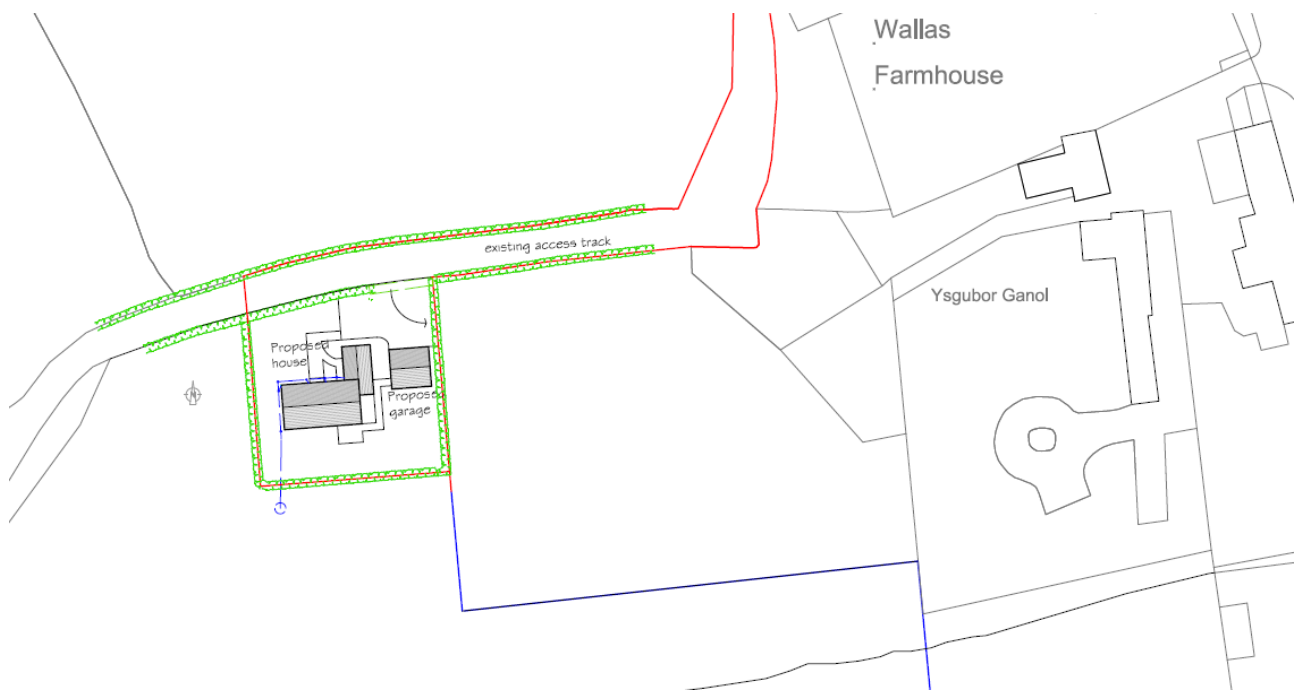 Wallas
Farmhouse
existing access track
Ysgubor Ganol
Proposed
house
Proposed
garage
N